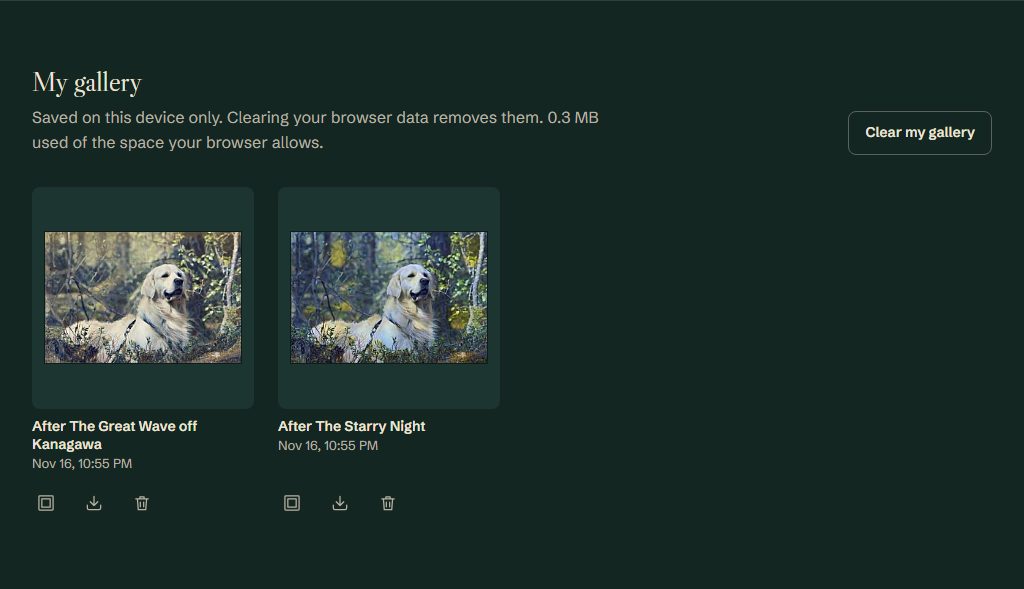 My gallery
Saved on this device only. Clearing your browser data removes them. 0.3 MB
used of the space your browser allows.
Clear my gallery
After The Great Wave off
Kanagawa
Nov 16, 10:55 PM
After The Starry Night
Nov 16, 10:55 PM